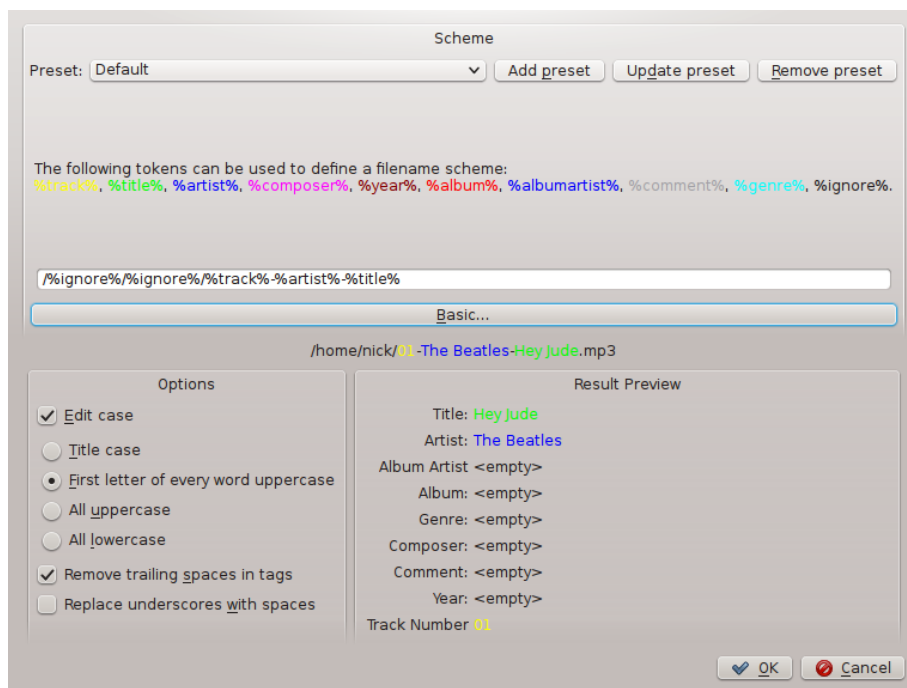 Scheme
Preset: Default Add preset Update preset Remove preset
The following tokens can be used to define a filename scheme:
%track%, %title%, %artist%, %composer%, %year%, %album%, %albumartist%, %comment%, %genre%, %ignore%.
/%ignore%/%ignore%/%track%-%artist%-%title%
Basic...
/home/nick/01-The Beatles-Hey Jude.mp3
Options
Edit case
Title case
First letter of every word uppercase
All uppercase
All lowercase
Remove trailing spaces in tags
Replace underscores with spaces
Result Preview
Title: Hey Jude
Artist: The Beatles
Album Artist <empty>
Album: <empty>
Genre: <empty>
Composer: <empty>
Comment: <empty>
Year: <empty>
Track Number 01
OK Cancel